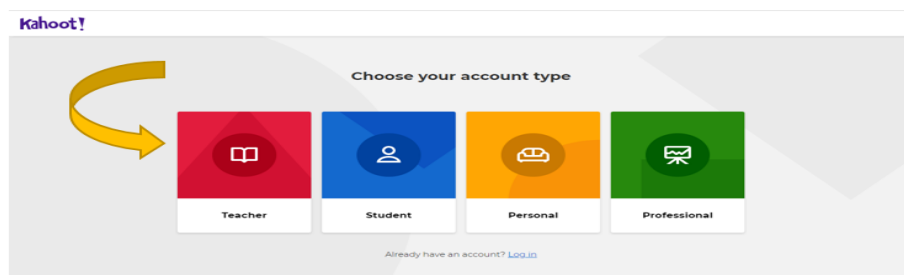 Kahoot!
Choose your account type
Teacher
Student
Personal
Professional
Already have an account? Log in